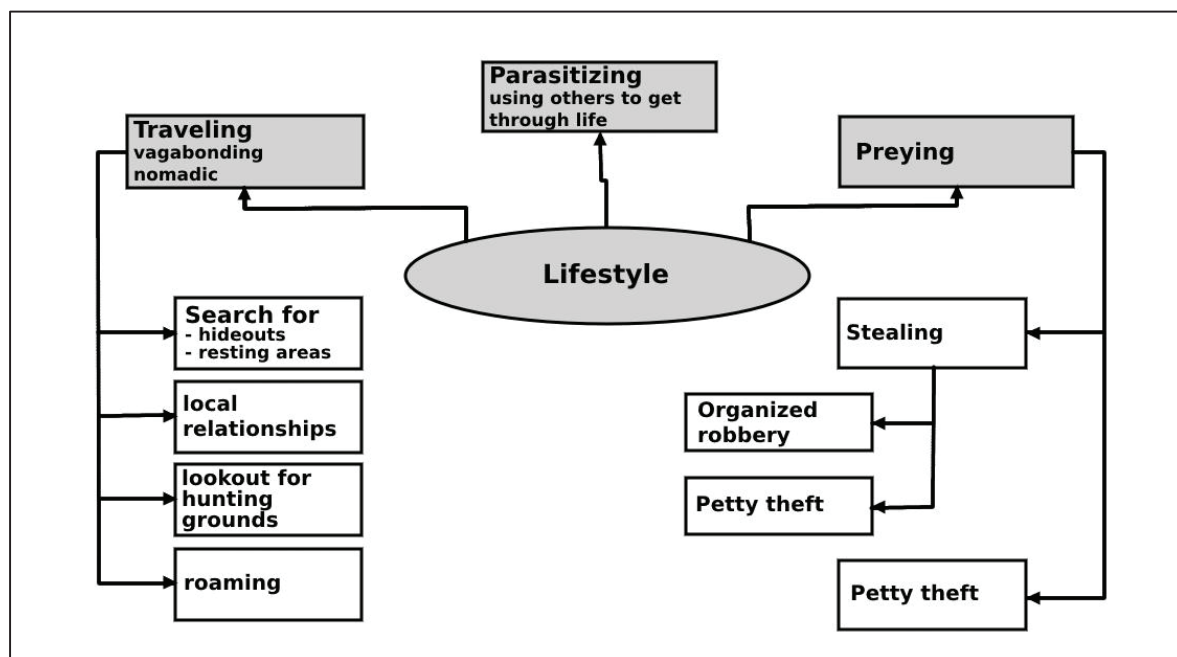 Parasitizing
using others to get
through life
Traveling
vagabonding
nomadic
Preying
Lifestyle
Search for
- hideouts
- resting areas
local
relationships
lookout for
hunting
grounds
roaming
Stealing
Organized
robbery
Petty theft
Petty theft